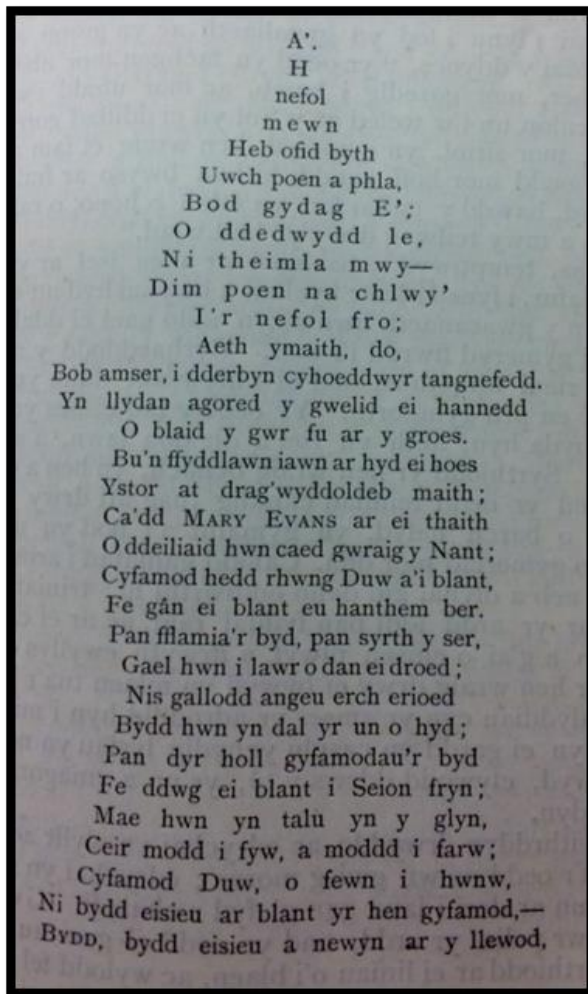 A'.
H
nefol
mewn
Heb ofid byth
Uwch poen a phla,
Bod gydag E';
O ddedwydd le,
Ni theimla mwy—
Dim poen na chlwy'
I'r nefol fro;
Aeth ymaith, do,
Bob amser, i dderbyn cyhoeddwyr tangnefedd.
Yn llydan agored y gwelid ei hannedd
O blaid y gwr fu ar y groes.
Bu'n ffyddlawn iawn ar hyd ei hoes
Ystor at drag'wyddoldeb maith;
Ca'dd MARY EVANS ar ei thaith
O ddeiliaid hwn caed gwraig y Nant;
Cyfamod hedd rhwng Duw a'i blant,
Fe gân ei blant eu hanthem ber.
Pan fflamia'r byd, pan syrth y ser,
Gael hwn i lawr o dan ei droed;
Nis gallodd angeu erch erioed
Bydd hwn yn dal yr un o hyd;
Pan dyr holl gyfamodau'r byd
Fe ddwg ei blant i Seion fryn;
Mae hwn yn talu yn y glyn,
Ceir modd i fyw, a moddd i farw;
Cyfamod Duw, o fewn i hwnw,
Ni bydd eisieu ar blant yr hen gyfamod,—
BYDD, bydd eisieu a newyn ar y llewod,